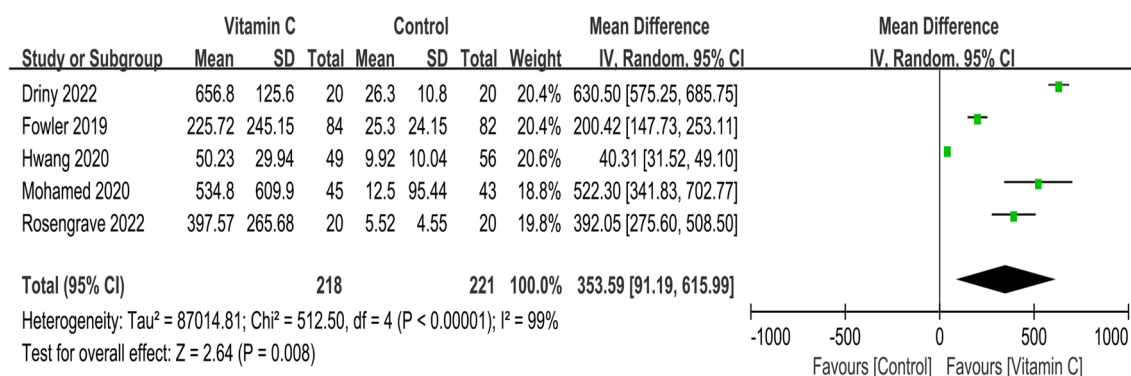 Vitamin C Control Mean Difference Mean Difference
Study or Subgroup Mean SD Total Mean SD Total Weight IV, Random, 95% CI IV, Random, 95% CI
Driny 2022 656.8 125.6 20 26.3 10.8 20 20.4% 630.50 [575.25, 685.75]
Fowler 2019 225.72 245.15 84 25.3 24.15 82 20.4% 200.42 [147.73, 253.11]
Hwang 2020 50.23 29.94 49 9.92 10.04 56 20.6% 40.31 [31.52, 49.10]
Mohamed 2020 534.8 609.9 45 12.5 95.44 43 18.8% 522.30 [341.83, 702.77]
Rosengrave 2022 397.57 265.68 20 5.52 4.55 20 19.8% 392.05 [275.60, 508.50]
Total (95% CI) 218 221 100.0% 353.59 [91.19, 615.99]
Heterogeneity: Tau² = 87014.81; Chi² = 512.50, df = 4 (P < 0.00001); I² = 99%
Test for overall effect: Z = 2.64 (P = 0.008)
-1000 -500 0 500 1000
Favours [Control] Favours [Vitamin C]